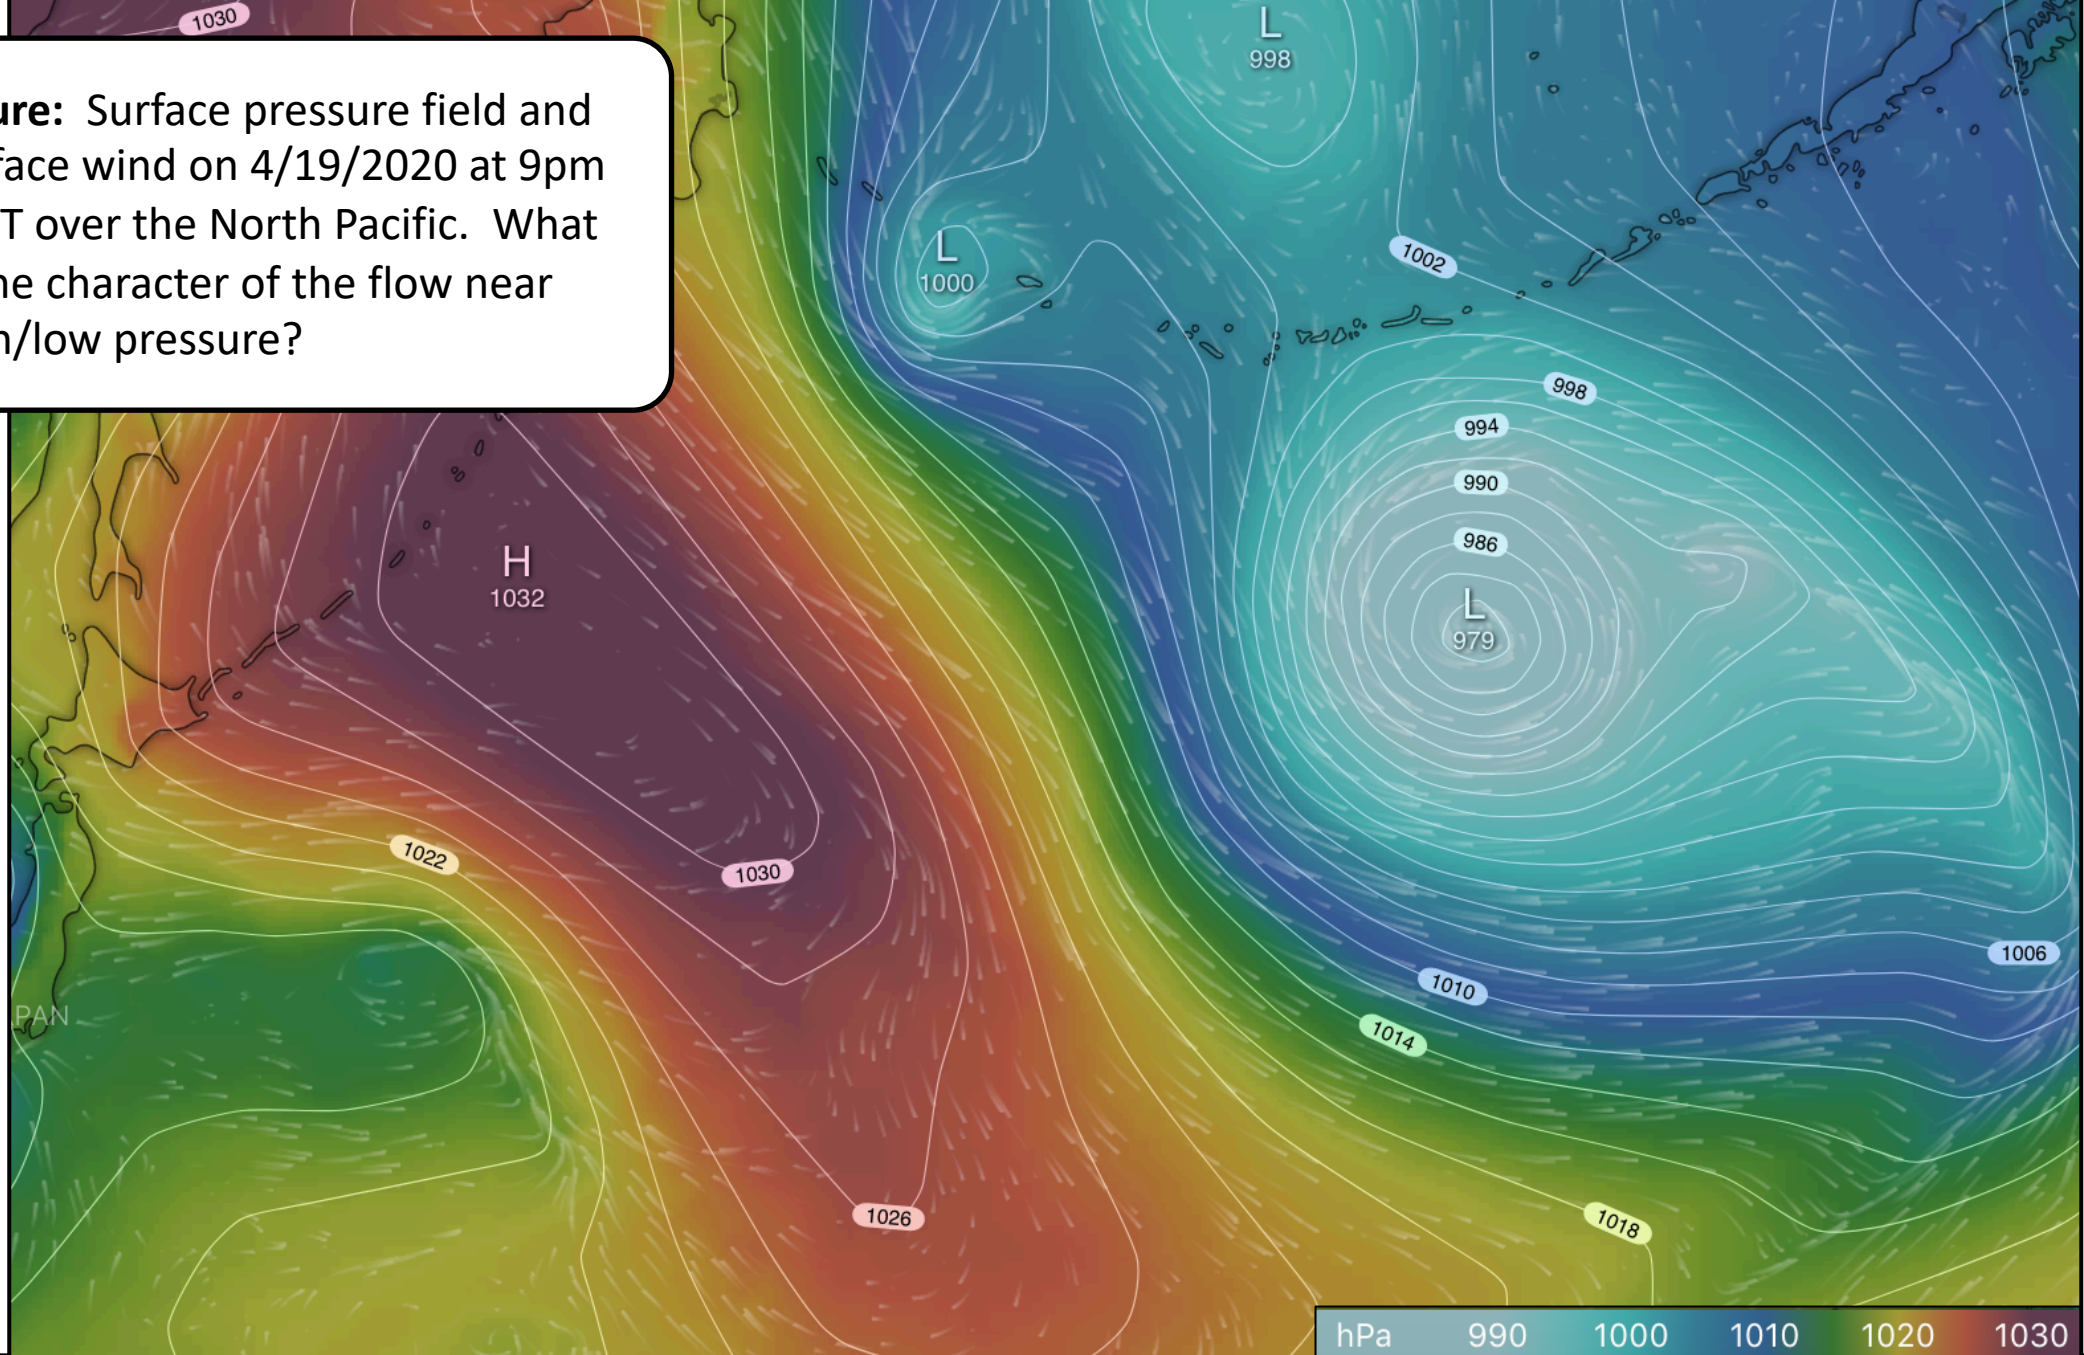 1030
ure: Surface pressure field and
face wind on 4/19/2020 at 9pm
T over the North Pacific. What
ne character of the flow near
n/low pressure?
L
998
L
1000
1002
998
994
990
986
H
1032
L
979
1022
1030
1006
1010
PAN
1014
1026
1018
hPa 990 1000 1010 1020 1030